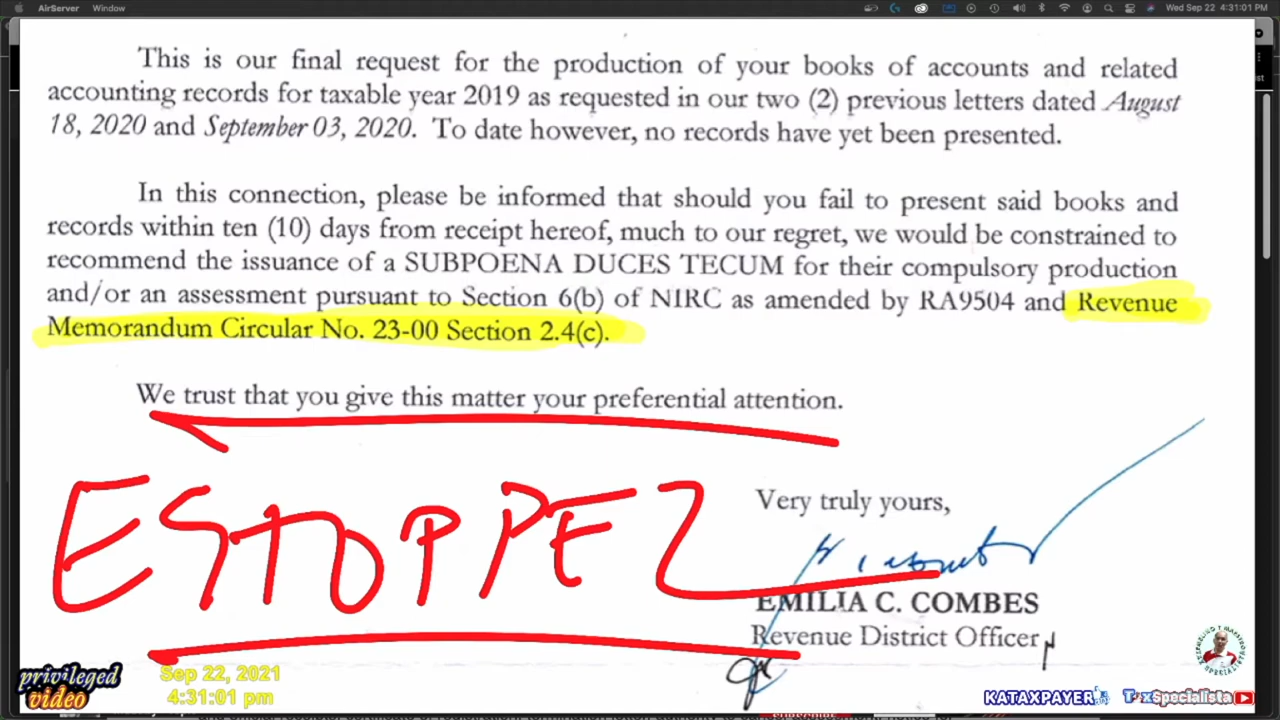 AirServer Window
Wed Sep 22 4:31:01 PM
This is our final request for the production of your books of accounts and related
accounting records for taxable year 2019 as requested in our two (2) previous letters dated August
18, 2020 and September 03, 2020. To date however, no records have yet been presented.
In this connection, please be informed that should you fail to present said books and
records within ten (10) days from receipt hereof, much to our regret, we would be constrained to
recommend the issuance of a SUBPOENA DUCES TECUM for their compulsory production
and/or an assessment pursuant to Section 6(b) of NIRC as amended by RA9504 and Revenue
Memorandum Circular No. 23-00 Section 2.4(c).
We trust that you give this matter your preferential attention.
ESTOPPEL
Very truly yours,
EMILIA C. COMBES
Revenue District Officer
privileged
video
Sep 22, 2021
4:31:01 pm
KATAXPAYER
TaxSpecialista